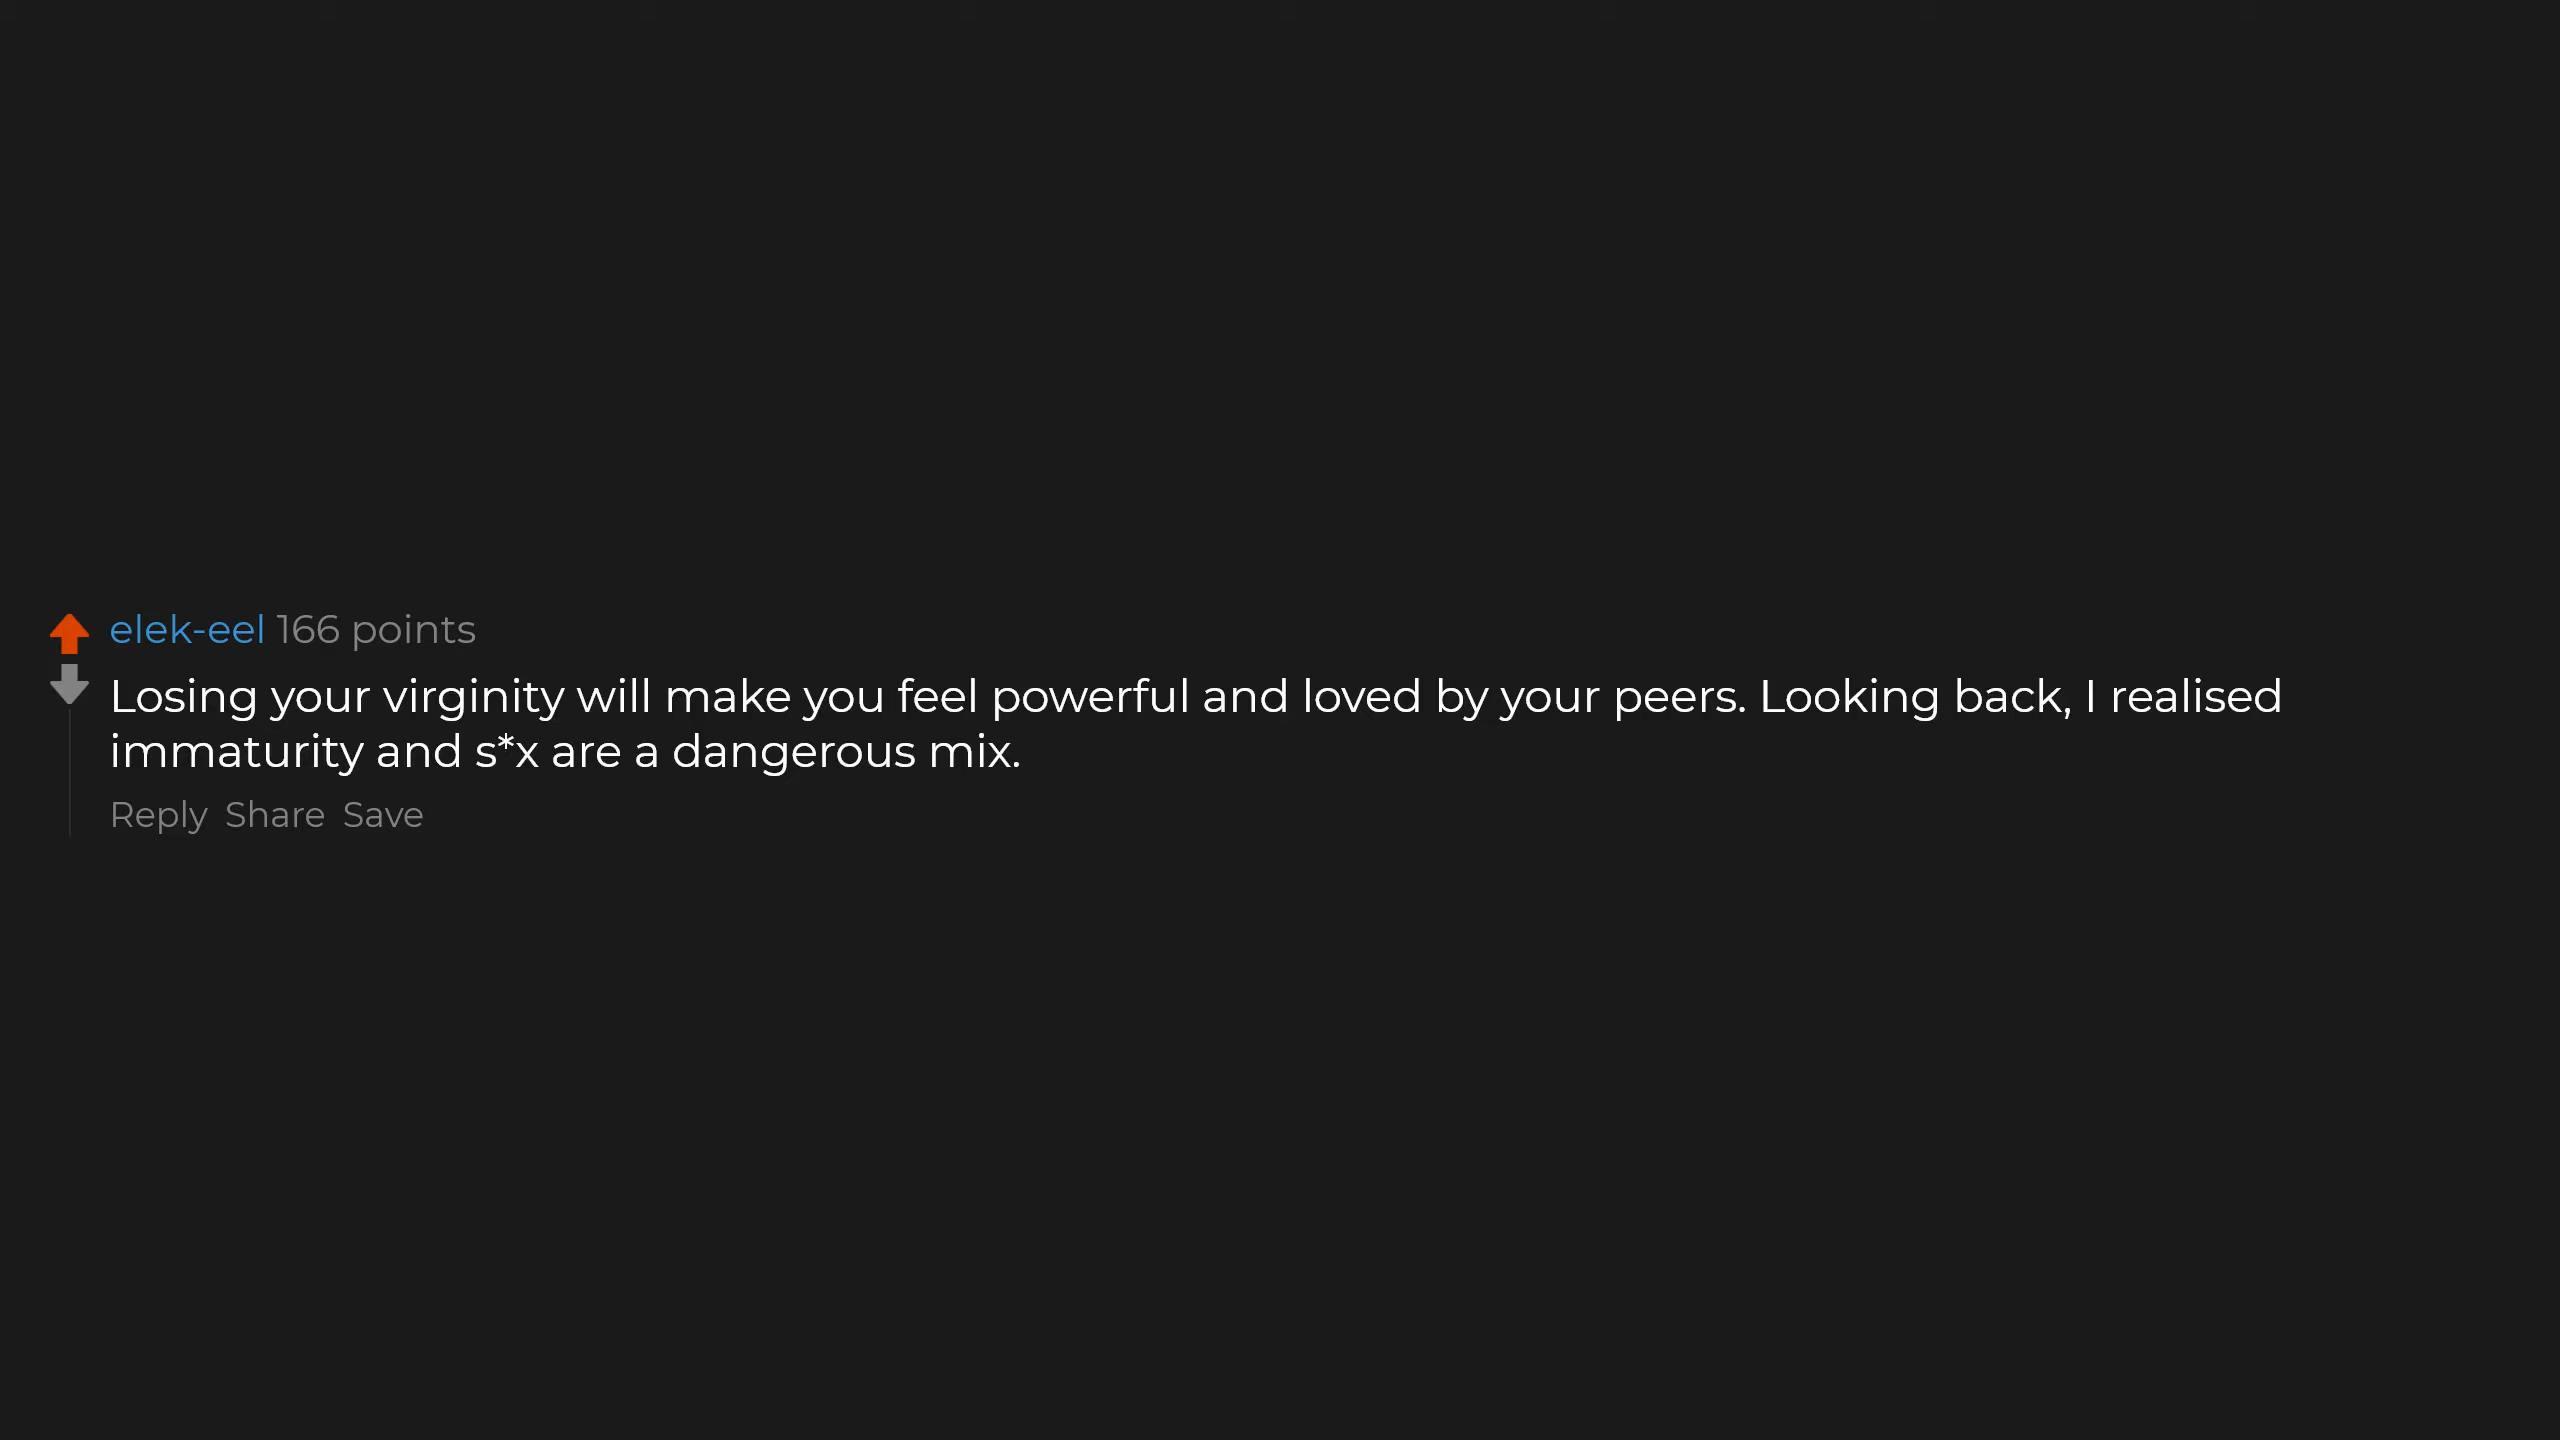 elek-eel 166 points
Losing your virginity will make you feel powerful and loved by your peers. Looking back, I realised
immaturity and s*x are a dangerous mix.
Reply Share Save